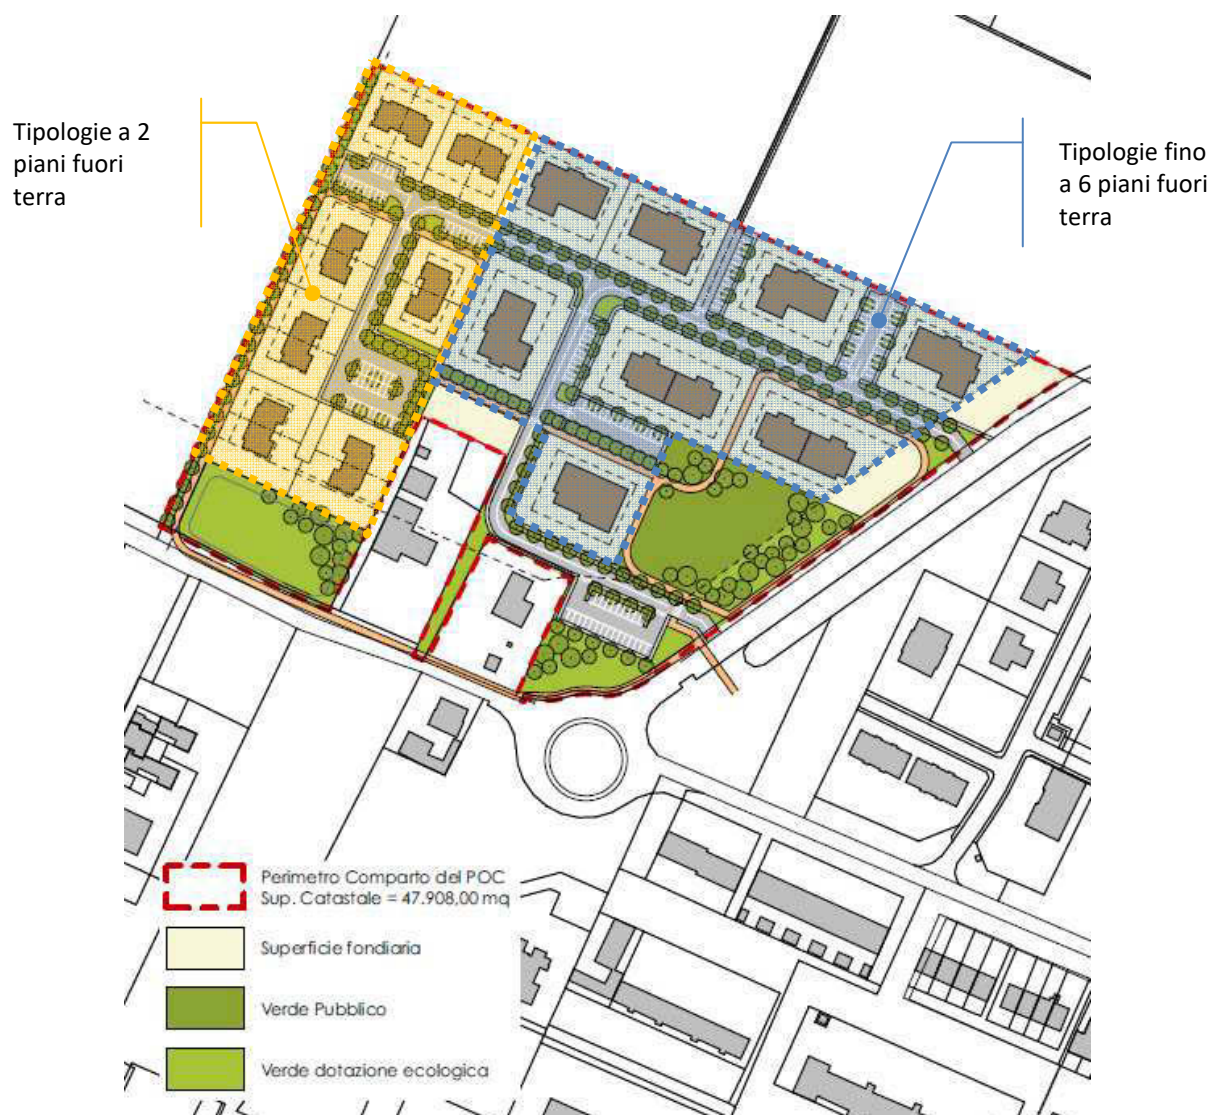 Tipologie a 2
piani fuori
terra
Tipologie fino
a 6 piani fuori
terra
Perimetro Comparto del POC
Sup. Catastale = 47.908,00 mq
Superficie fondiaria
Verde Pubblico
Verde dotazione ecologica